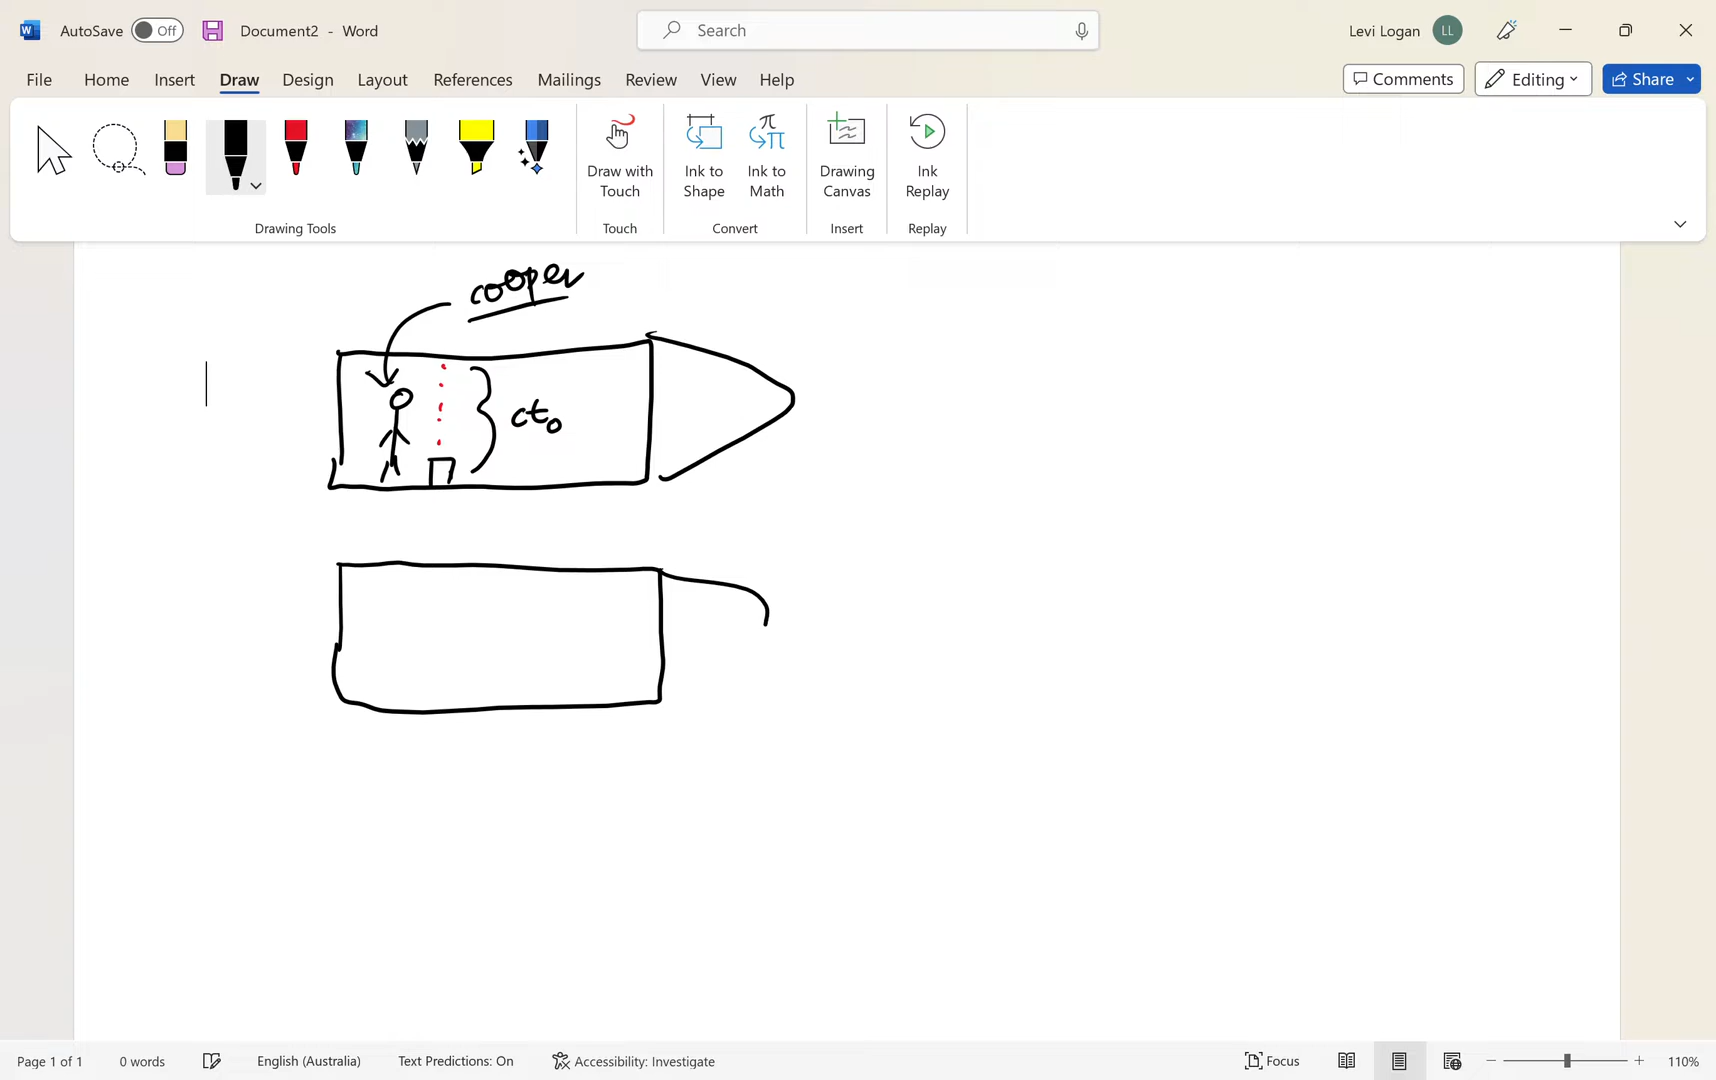 AutoSave Off Document2 - Word Search Levi Logan LL
File Home Insert Draw Design Layout References Mailings Review View Help Comments Editing Share
Draw with Touch
Ink to Shape
Ink to Math
Drawing Canvas
Ink Replay
Drawing Tools Touch Convert Insert Replay
cooper
ct₀
Page 1 of 1 0 words English (Australia) Text Predictions: On Accessibility: Investigate Focus 110%